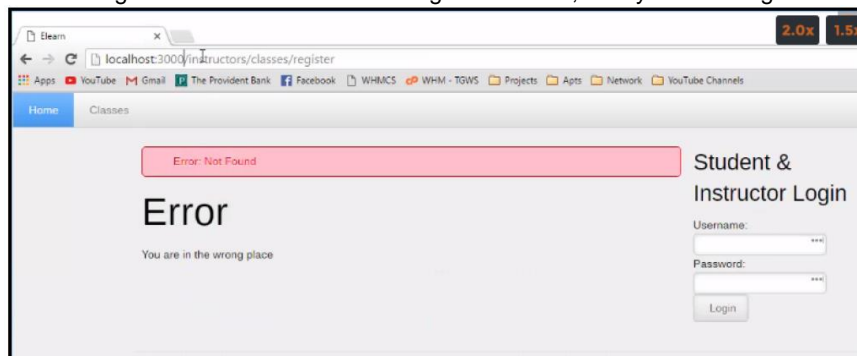 2.0x 1.5x
Elearn
localhost:3000/instructors/classes/register
Apps YouTube Gmail The Provident Bank Facebook WHMCS WHM - TGWS Projects Apts Network YouTube Channels
Home Classes
Error: Not Found
Error
You are in the wrong place
Student &
Instructor Login
Username:
Password:
Login